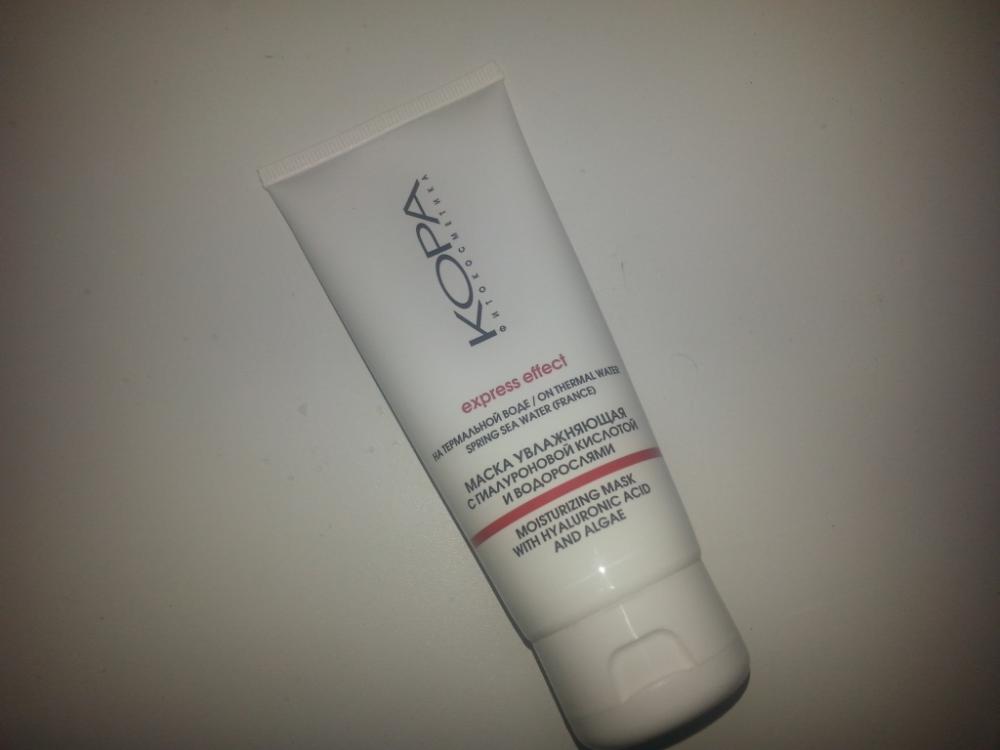 КОРА
ФИТОКОСМЕТИКА
express effect
НА ТЕРМАЛЬНОЙ ВОДЕ / ON THERMAL WATER
SPRING SEA WATER (FRANCE)
МАСКА УВЛАЖНЯЮЩАЯ
С ГИАЛУРОНОВОЙ КИСЛОТОЙ
И ВОДОРОСЛЯМИ
MOISTURIZING MASK
WITH HYALURONIC ACID
AND ALGAE